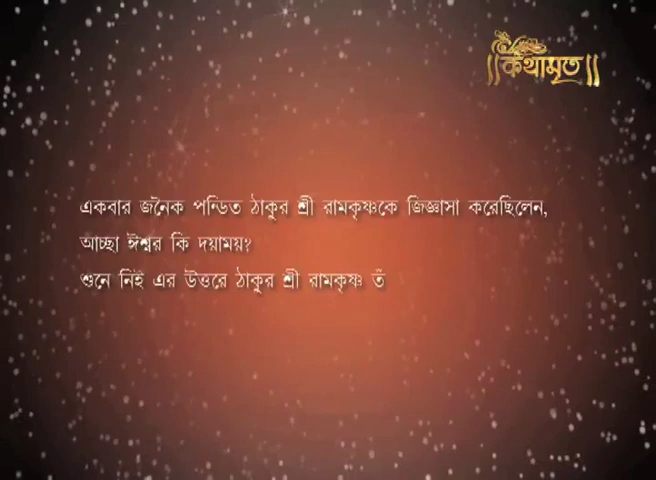 ॥কথামৃত॥
একবার জনৈক পন্ডিত ঠাকুর শ্রী রামকৃষ্ণকে জিজ্ঞাসা করেছিলেন,
আচ্ছা ঈশ্বর কি দয়াময়?
শুনে নিই এর উত্তরে ঠাকুর শ্রী রামকৃষ্ণ তঁ